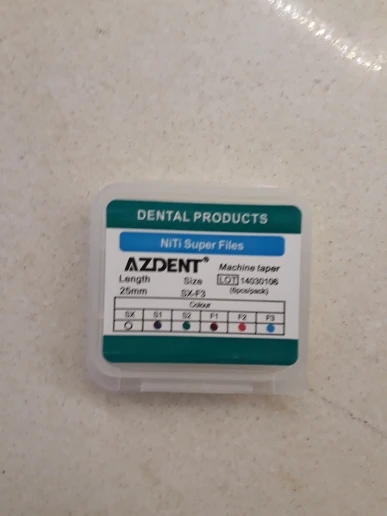 DENTAL PRODUCTS
NiTi Super Files
AZDENT® Machine taper
Length Size LOT 14030106
25mm SX-F3 (6pcs/pack)
Colour
SX S1 S2 F1 F2 F3